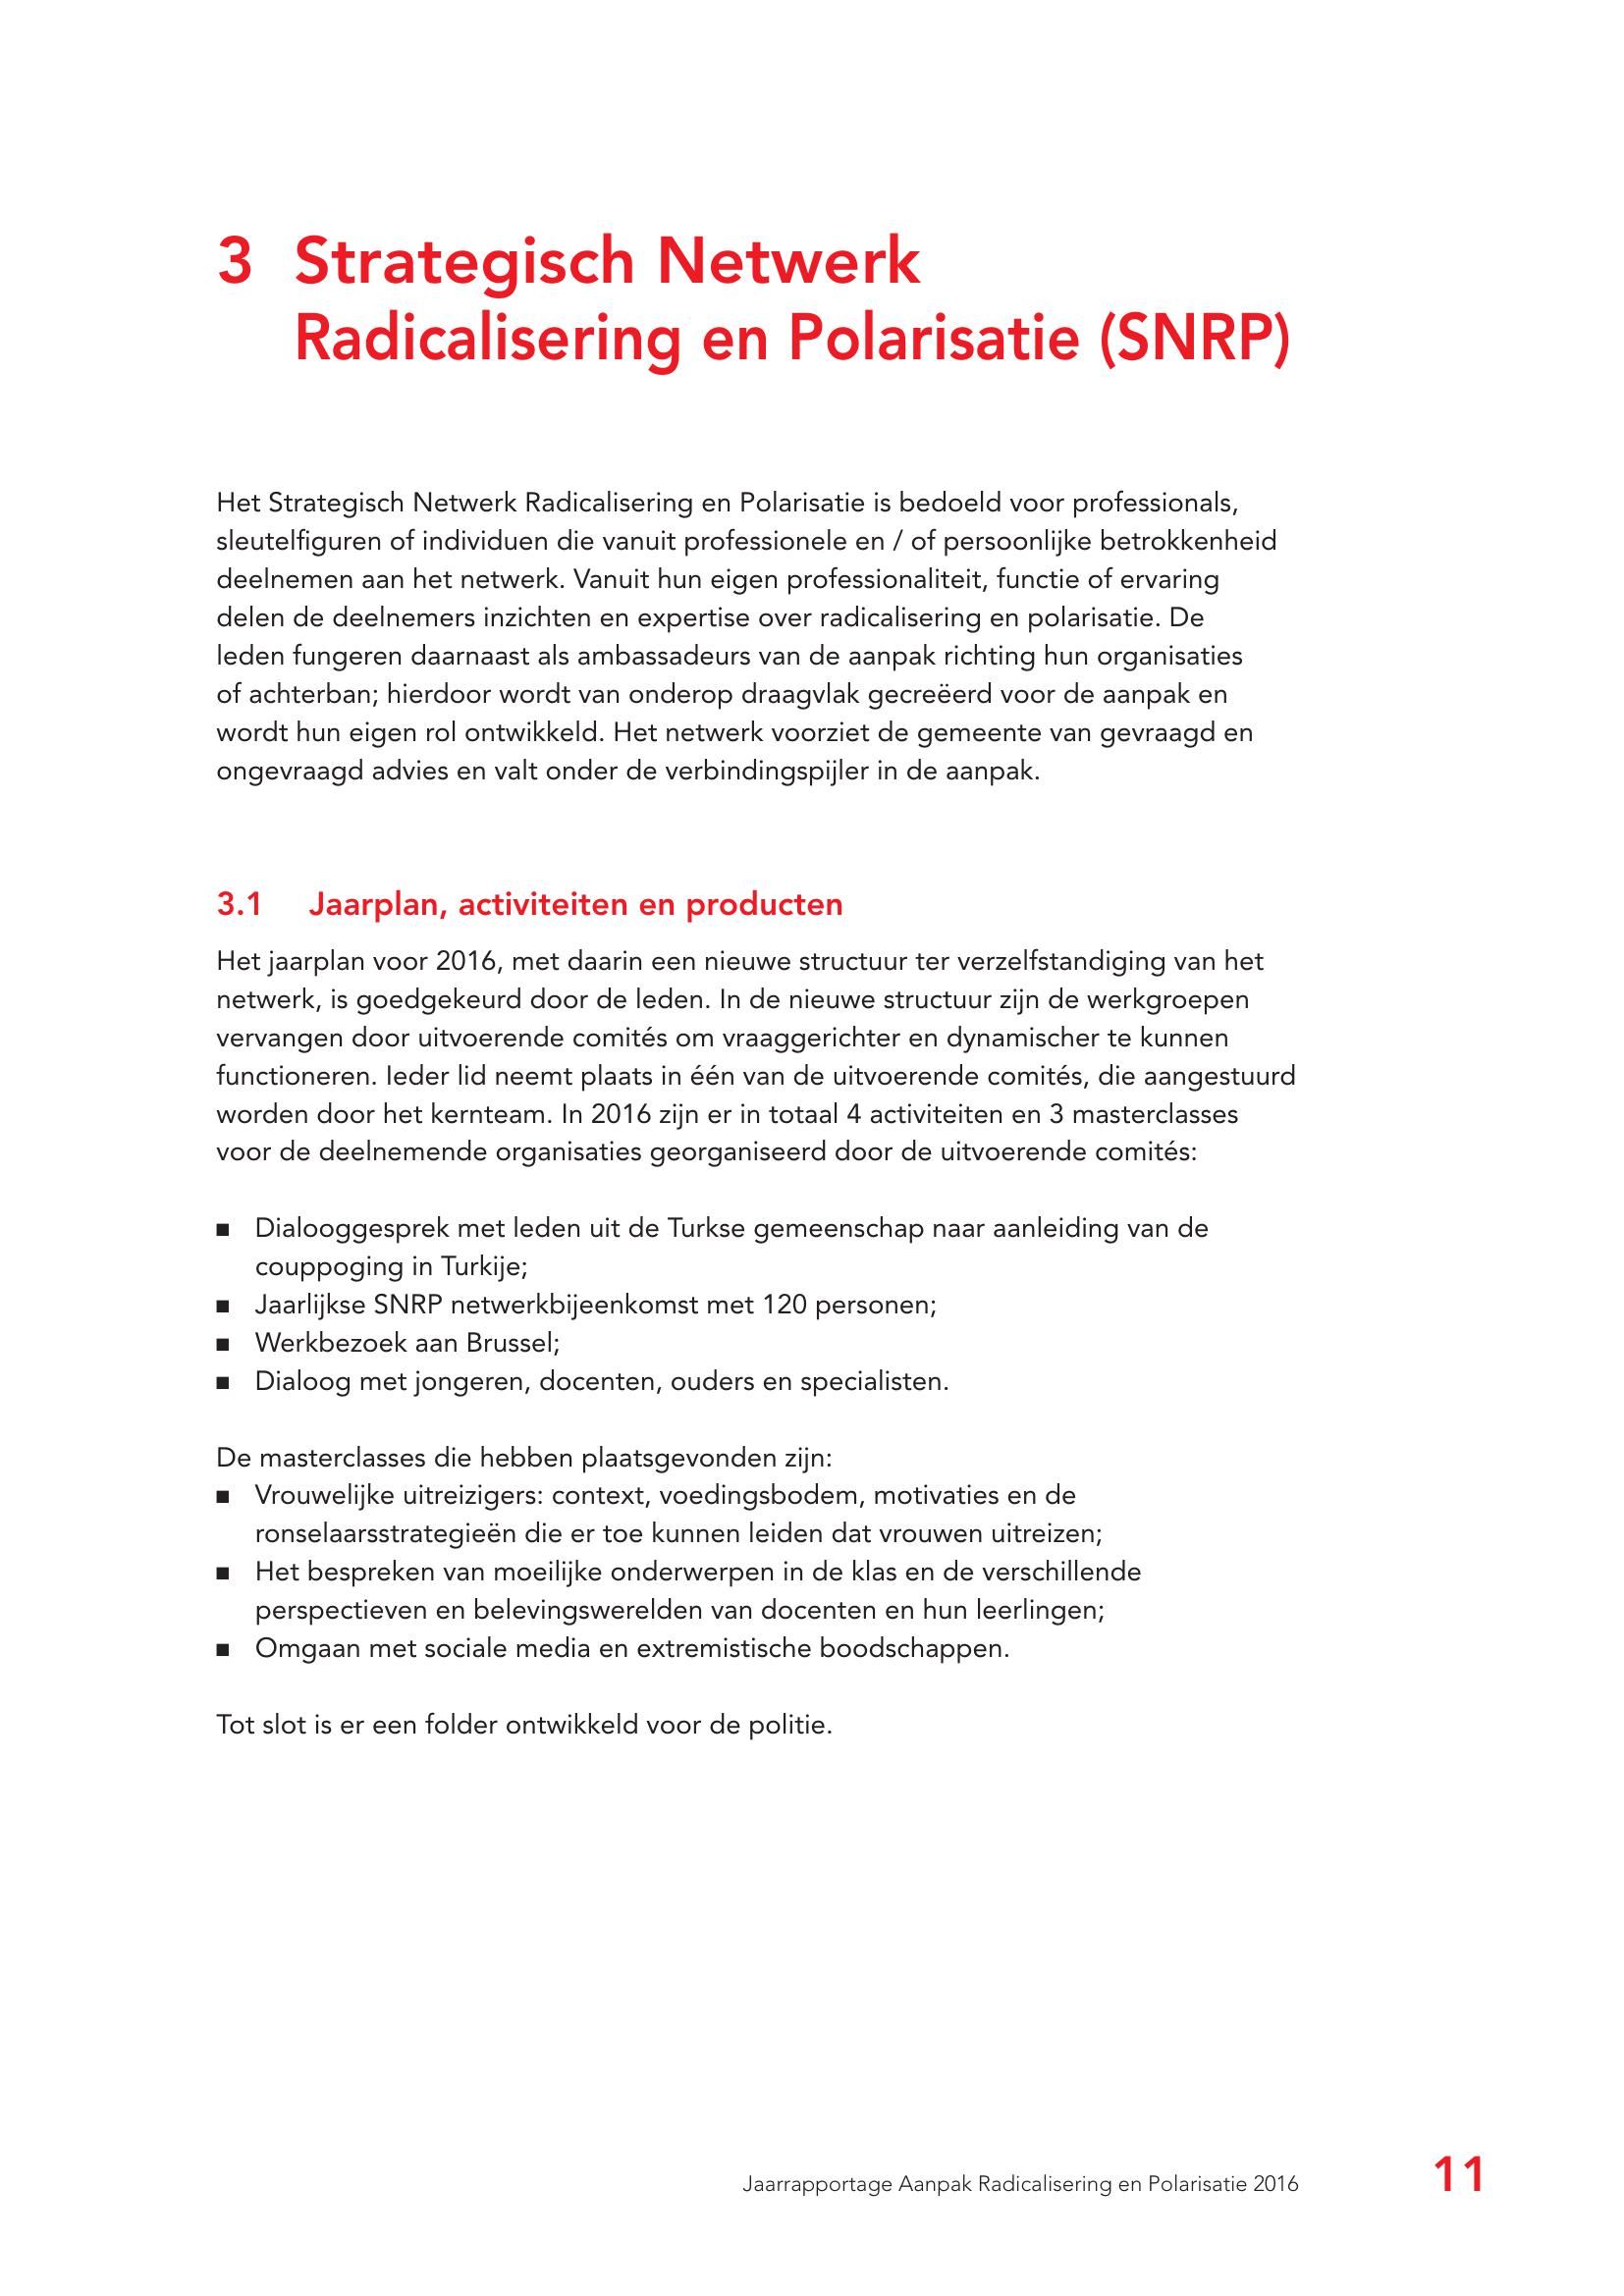 3 Strategisch Netwerk
Radicalisering en Polarisatie (SNRP)
Het Strategisch Netwerk Radicalisering en Polarisatie is bedoeld voor professionals,
sleutelfiguren of individuen die vanuit professionele en / of persoonlijke betrokkenheid
deelnemen aan het netwerk. Vanuit hun eigen professionaliteit, functie of ervaring
delen de deelnemers inzichten en expertise over radicalisering en polarisatie. De
leden fungeren daarnaast als ambassadeurs van de aanpak richting hun organisaties
of achterban; hierdoor wordt van onderop draagvlak gecreëerd voor de aanpak en
wordt hun eigen rol ontwikkeld. Het netwerk voorziet de gemeente van gevraagd en
ongevraagd advies en valt onder de verbindingspijler in de aanpak.
3.1 Jaarplan, activiteiten en producten
Het jaarplan voor 2016, met daarin een nieuwe structuur ter verzelfstandiging van het
netwerk, is goedgekeurd door de leden. In de nieuwe structuur zijn de werkgroepen
vervangen door uitvoerende comités om vraaggerichter en dynamischer te kunnen
functioneren. Ieder lid neemt plaats in één van de uitvoerende comités, die aangestuurd
worden door het kernteam. In 2016 zijn er in totaal 4 activiteiten en 3 masterclasses
voor de deelnemende organisaties georganiseerd door de uitvoerende comités:
■ Dialooggesprek met leden uit de Turkse gemeenschap naar aanleiding van de
couppoging in Turkije;
■ Jaarlijkse SNRP netwerkbijeenkomst met 120 personen;
■ Werkbezoek aan Brussel;
■ Dialoog met jongeren, docenten, ouders en specialisten.
De masterclasses die hebben plaatsgevonden zijn:
■ Vrouwelijke uitreizigers: context, voedingsbodem, motivaties en de
ronselaarsstrategieën die er toe kunnen leiden dat vrouwen uitreizen;
■ Het bespreken van moeilijke onderwerpen in de klas en de verschillende
perspectieven en belevingswerelden van docenten en hun leerlingen;
■ Omgaan met sociale media en extremistische boodschappen.
Tot slot is er een folder ontwikkeld voor de politie.
Jaarrapportage Aanpak Radicalisering en Polarisatie 2016 11